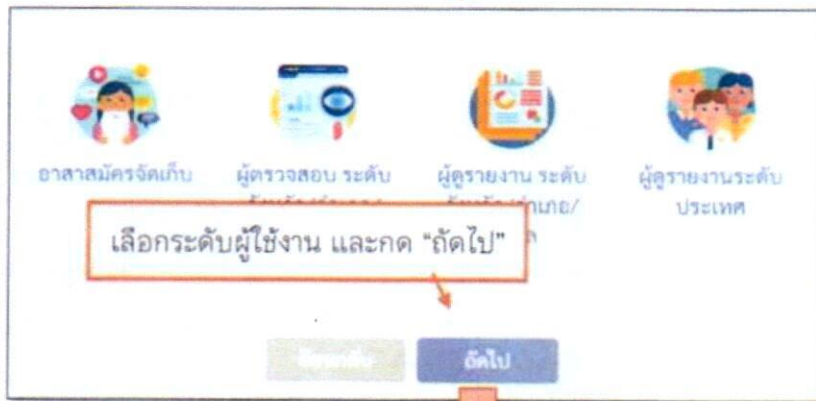 อาสาสมัครจัดเก็บ
ผู้ตรวจสอบ ระดับ
ผู้ดูรายงาน ระดับ
ผู้ดูรายงานระดับ
ประเทศ
เลือกระดับผู้ใช้งาน และกด “ถัดไป”
ถัดไป